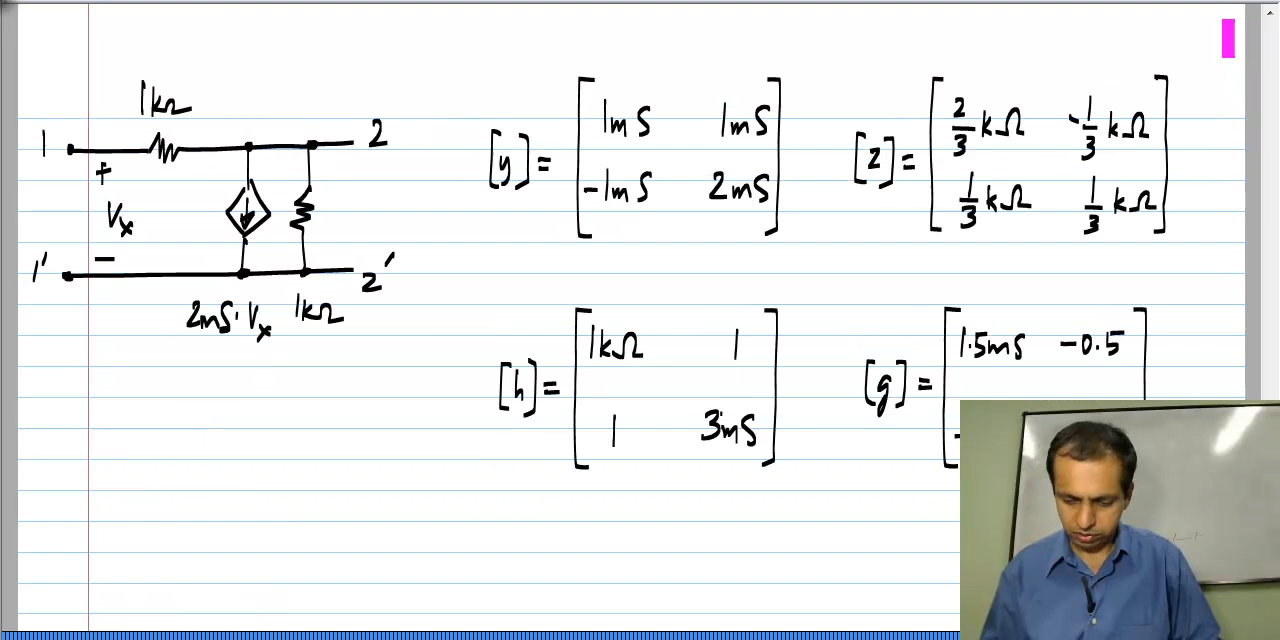 1kΩ
1
2
+
Vx
−
1'
2'
2mS·Vx 1kΩ
[y] = [1mS 1mS
-1mS 2mS]
[z] = [2/3 kΩ -1/3 kΩ
1/3 kΩ 1/3 kΩ]
[h] = [1kΩ 1
1 3mS]
[g] = [1.5mS -0.5